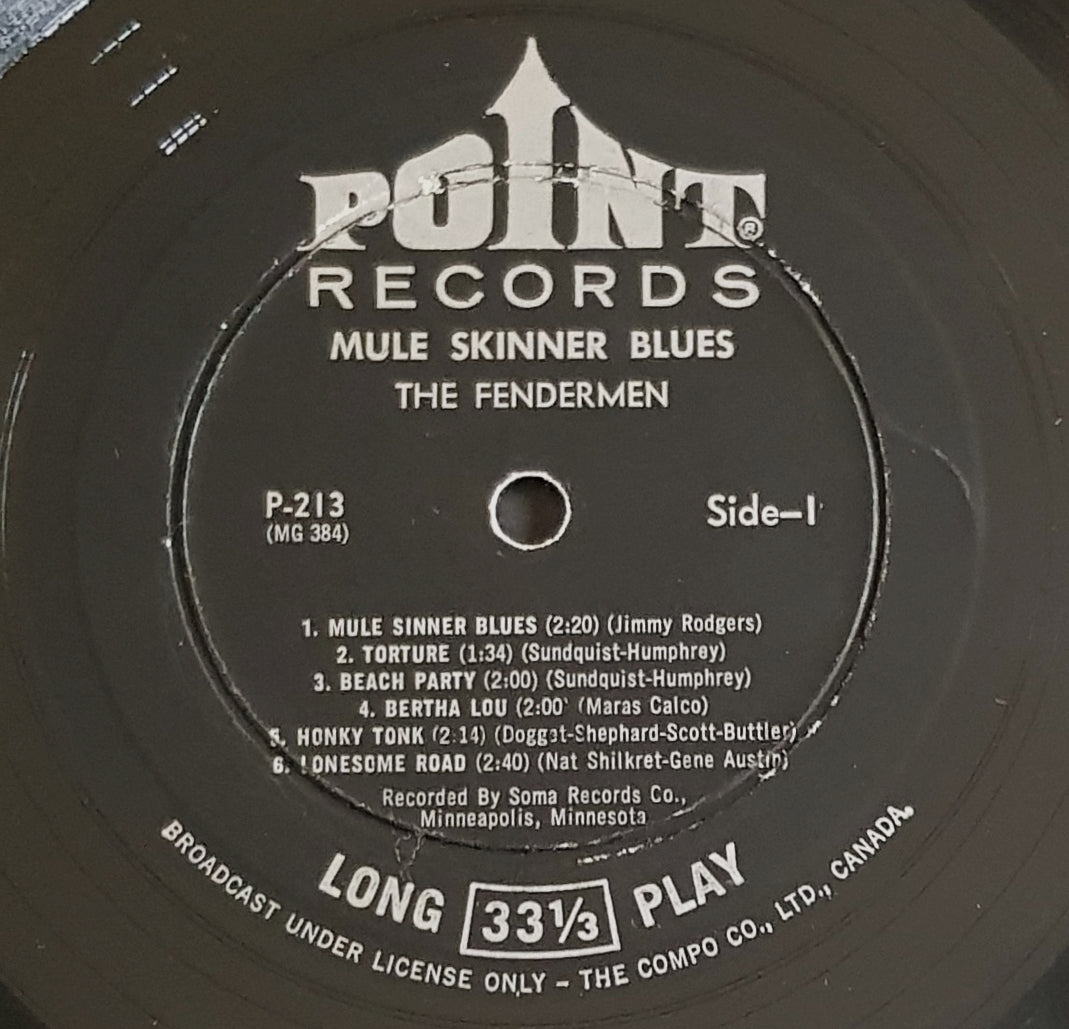 POINT®
RECORDS
MULE SKINNER BLUES
THE FENDERMEN
P-213
(MG 384)
Side-1
1. MULE SINNER BLUES (2:20) (Jimmy Rodgers)
2. TORTURE (1:34) (Sundquist-Humphrey)
3. BEACH PARTY (2:00) (Sundquist-Humphrey)
4. BERTHA LOU (2:00) (Maras Calco)
5. HONKY TONK (2:14) (Dogget-Shephard-Scott-Buttler)
6. LONESOME ROAD (2:40) (Nat Shilkret-Gene Austin)
Recorded By Soma Records Co.,
Minneapolis, Minnesota
LONG 33⅓ PLAY
BROADCAST UNDER LICENSE ONLY - THE COMPO CO., LTD., CANADA.